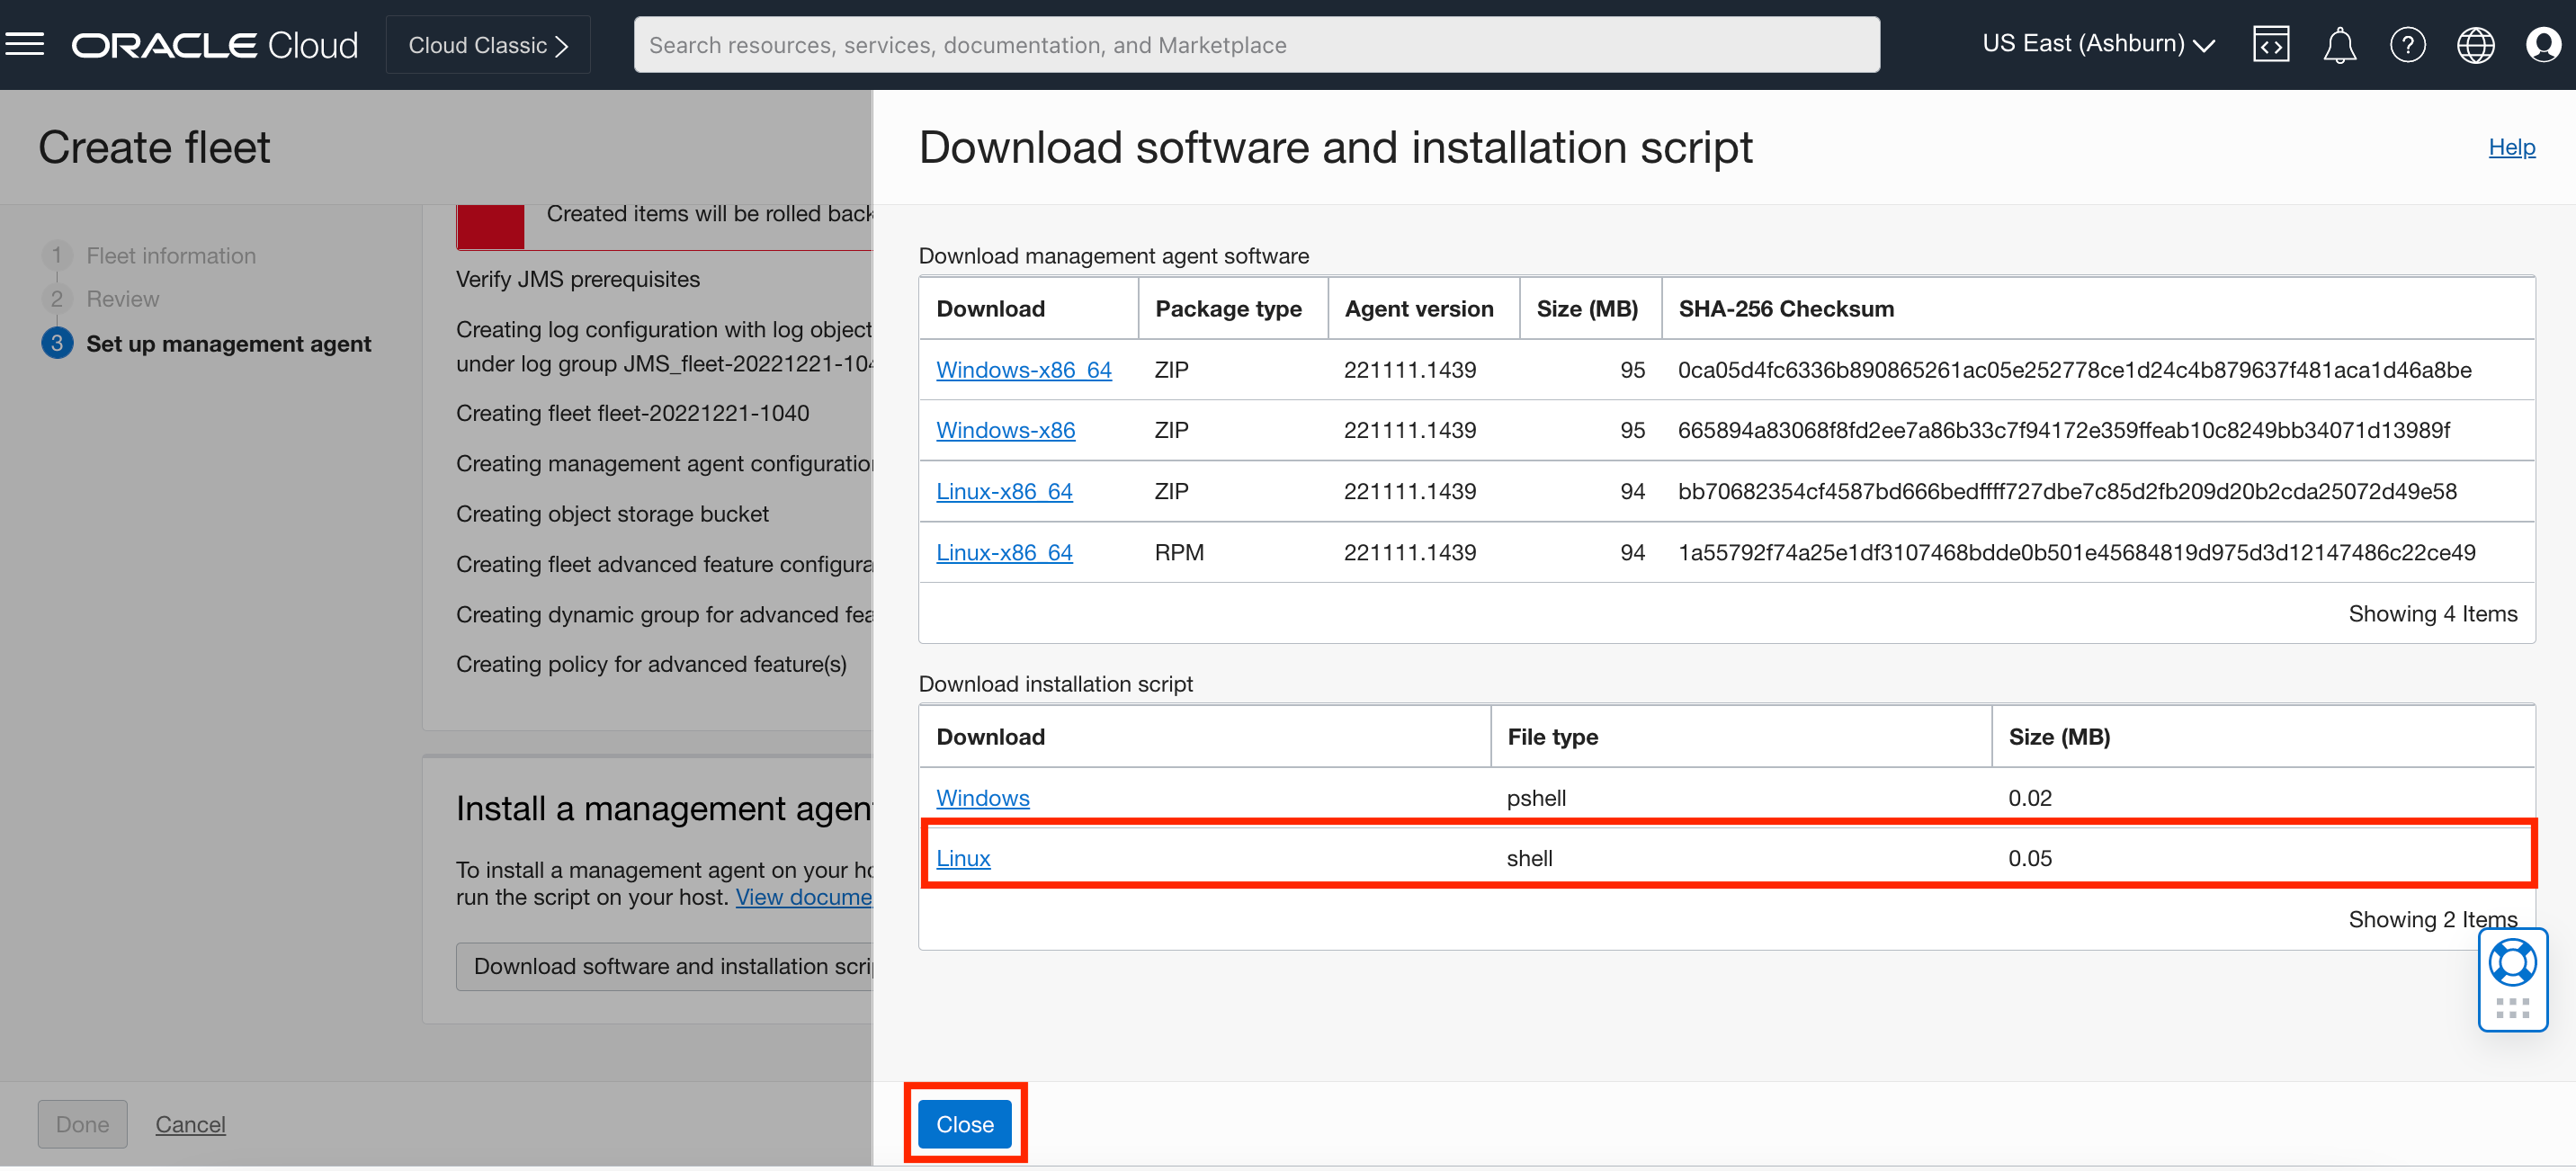 ORACLE Cloud
Cloud Classic
Search resources, services, documentation, and Marketplace
US East (Ashburn)
Create fleet
1 Fleet information
2 Review
3 Set up management agent
Created items will be rolled back
Verify JMS prerequisites
Creating log configuration with log object
under log group JMS_fleet-20221221-104
Creating fleet fleet-20221221-1040
Creating management agent configuration
Creating object storage bucket
Creating fleet advanced feature configura
Creating dynamic group for advanced fea
Creating policy for advanced feature(s)
Install a management agent
To install a management agent on your ho
run the script on your host. View docume
Download software and installation scrip
Done
Cancel
Download software and installation script
Help
Download management agent software
Download Package type Agent version Size (MB) SHA-256 Checksum
Windows-x86_64 ZIP 221111.1439 95 0ca05d4fc6336b890865261ac05e252778ce1d24c4b879637f481aca1d46a8be
Windows-x86 ZIP 221111.1439 95 665894a83068f8fd2ee7a86b33c7f94172e359ffeab10c8249bb34071d13989f
Linux-x86_64 ZIP 221111.1439 94 bb70682354cf4587bd666bedffff727dbe7c85d2fb209d20b2cda25072d49e58
Linux-x86_64 RPM 221111.1439 94 1a55792f74a25e1df3107468bdde0b501e45684819d975d3d12147486c22ce49
Showing 4 Items
Download installation script
Download File type Size (MB)
Windows pshell 0.02
Linux shell 0.05
Showing 2 Items
Close